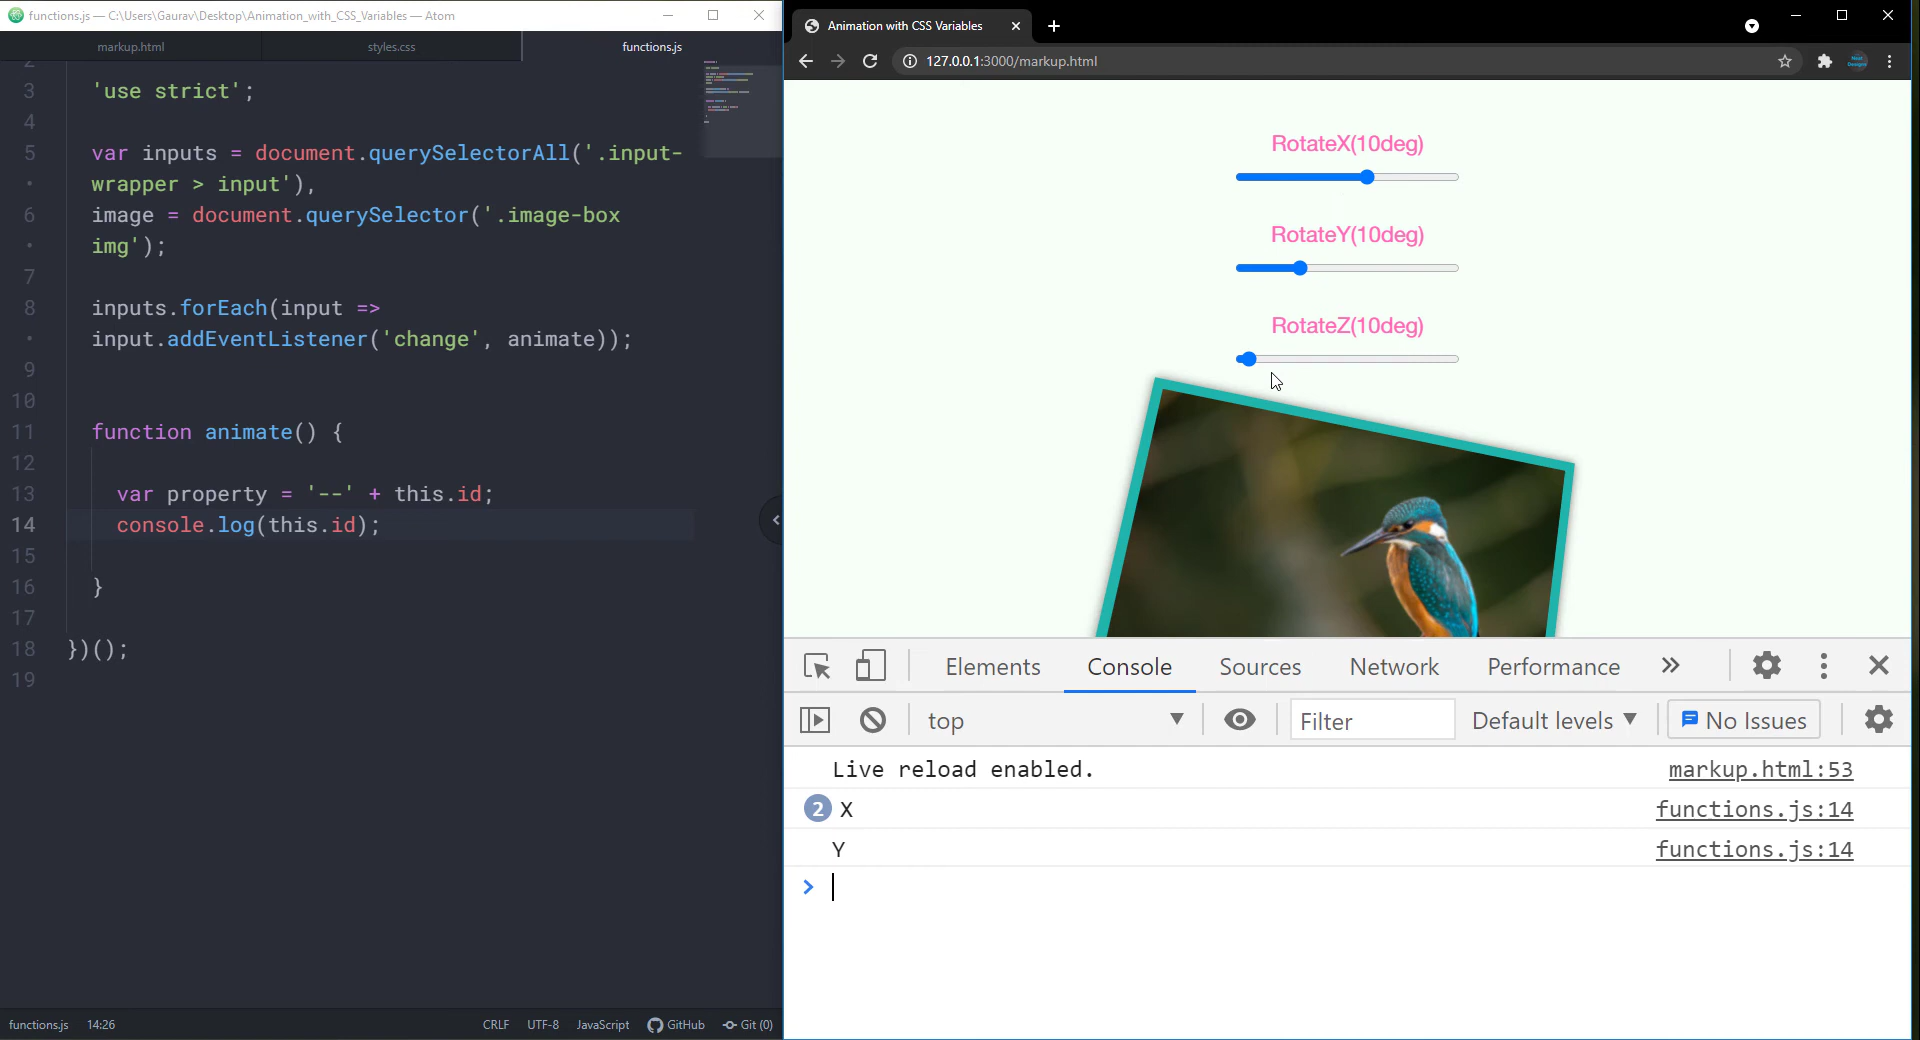 functions.js — C:\Users\Gaurav\Desktop\Animation_with_CSS_Variables — Atom
markup.html
styles.css
functions.js
2
3 'use strict';
4
5 var inputs = document.querySelectorAll('.input-
• wrapper > input'),
6 image = document.querySelector('.image-box
• img');
7
8 inputs.forEach(input =>
• input.addEventListener('change', animate));
9
10
11 function animate() {
12
13 var property = '--' + this.id;
14 console.log(this.id);
15
16 }
17
18 })();
19
functions.js 14:26 CRLF UTF-8 JavaScript GitHub Git (0)
Animation with CSS Variables
127.0.0.1:3000/markup.html
RotateX(10deg)
RotateY(10deg)
RotateZ(10deg)
Elements Console Sources Network Performance
top Filter Default levels No Issues
Live reload enabled. markup.html:53
2 X functions.js:14
Y functions.js:14